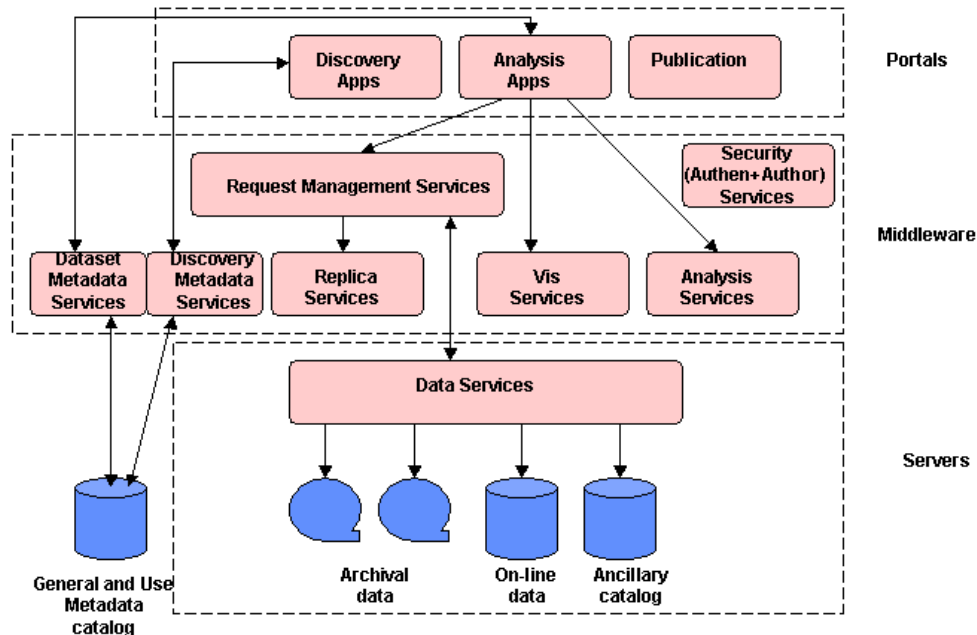 Discovery
Apps
Analysis
Apps
Publication
Portals
Request Management Services
Security
(Authen+Author)
Services
Middleware
Dataset
Metadada
Services
Discovery
Metadata
Services
Replica
Services
Vis
Services
Analysis
Services
Data Services
Servers
General and Use
Metadata
catalog
Archival
data
On-line
data
Ancillary
catalog